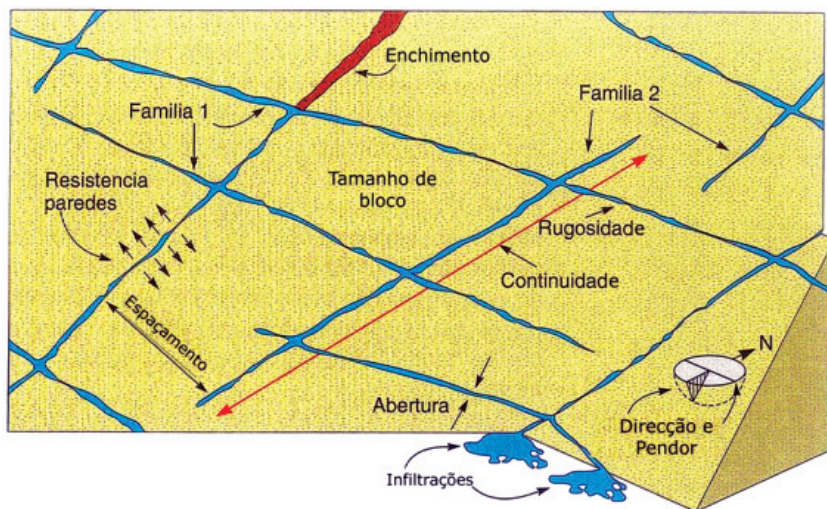 Enchimento
Familia 1
Familia 2
Resistencia
paredes
Tamanho de
bloco
Rugosidade
Continuidade
Espaçamento
N
Abertura
Direcção e
Pendor
Infiltrações